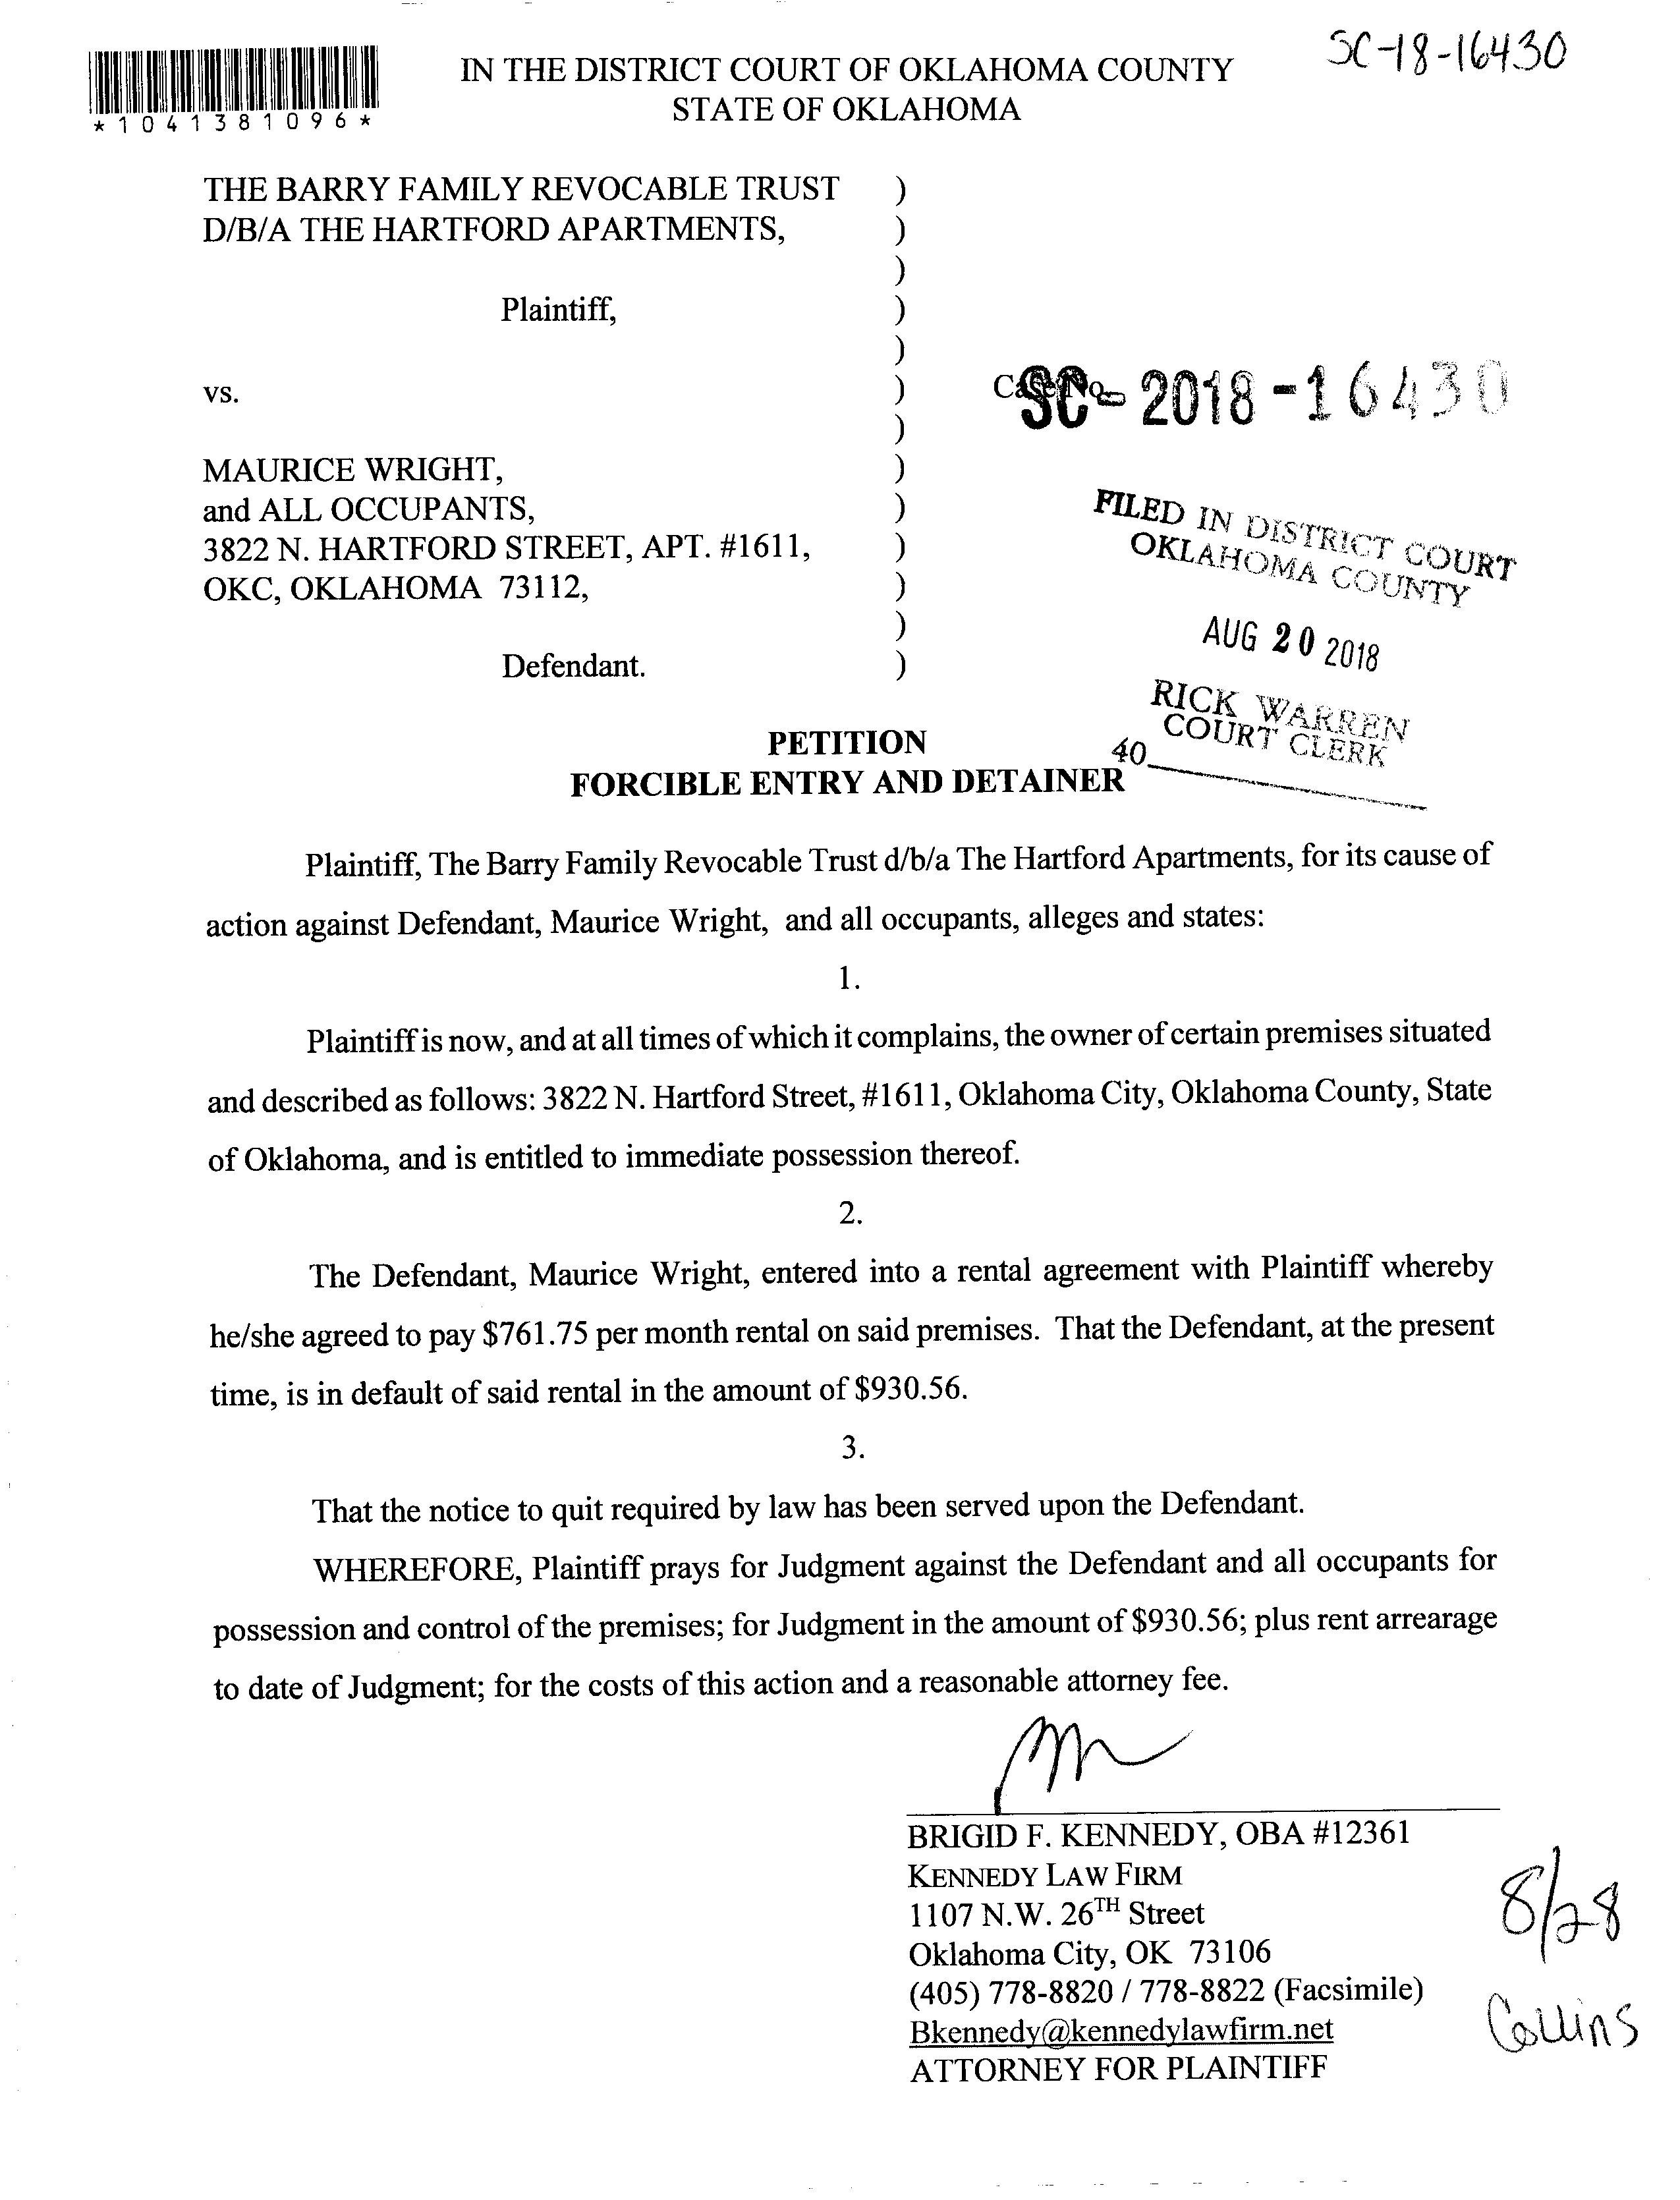 SC-18-16430
*1041381096*
IN THE DISTRICT COURT OF OKLAHOMA COUNTY
STATE OF OKLAHOMA
THE BARRY FAMILY REVOCABLE TRUST )
D/B/A THE HARTFORD APARTMENTS, )
)
Plaintiff, )
)
vs. )
Case No.
SC- 2018-16430
)
MAURICE WRIGHT, )
and ALL OCCUPANTS, )
3822 N. HARTFORD STREET, APT. #1611, )
OKC, OKLAHOMA 73112, )
)
Defendant. )
FILED IN DISTRICT COURT
OKLAHOMA COUNTY
AUG 20 2018
RICK WARREN
COURT CLERK
40
PETITION
FORCIBLE ENTRY AND DETAINER
Plaintiff, The Barry Family Revocable Trust d/b/a The Hartford Apartments, for its cause of
action against Defendant, Maurice Wright, and all occupants, alleges and states:
1.
Plaintiff is now, and at all times of which it complains, the owner of certain premises situated
and described as follows: 3822 N. Hartford Street, #1611, Oklahoma City, Oklahoma County, State
of Oklahoma, and is entitled to immediate possession thereof.
2.
The Defendant, Maurice Wright, entered into a rental agreement with Plaintiff whereby
he/she agreed to pay $761.75 per month rental on said premises. That the Defendant, at the present
time, is in default of said rental in the amount of $930.56.
3.
That the notice to quit required by law has been served upon the Defendant.
WHEREFORE, Plaintiff prays for Judgment against the Defendant and all occupants for
possession and control of the premises; for Judgment in the amount of $930.56; plus rent arrearage
to date of Judgment; for the costs of this action and a reasonable attorney fee.
BRIGID F. KENNEDY, OBA #12361
KENNEDY LAW FIRM
1107 N.W. 26TH Street
Oklahoma City, OK 73106
(405) 778-8820 / 778-8822 (Facsimile)
Bkennedy@kennedylawfirm.net
ATTORNEY FOR PLAINTIFF
8/28
Collins